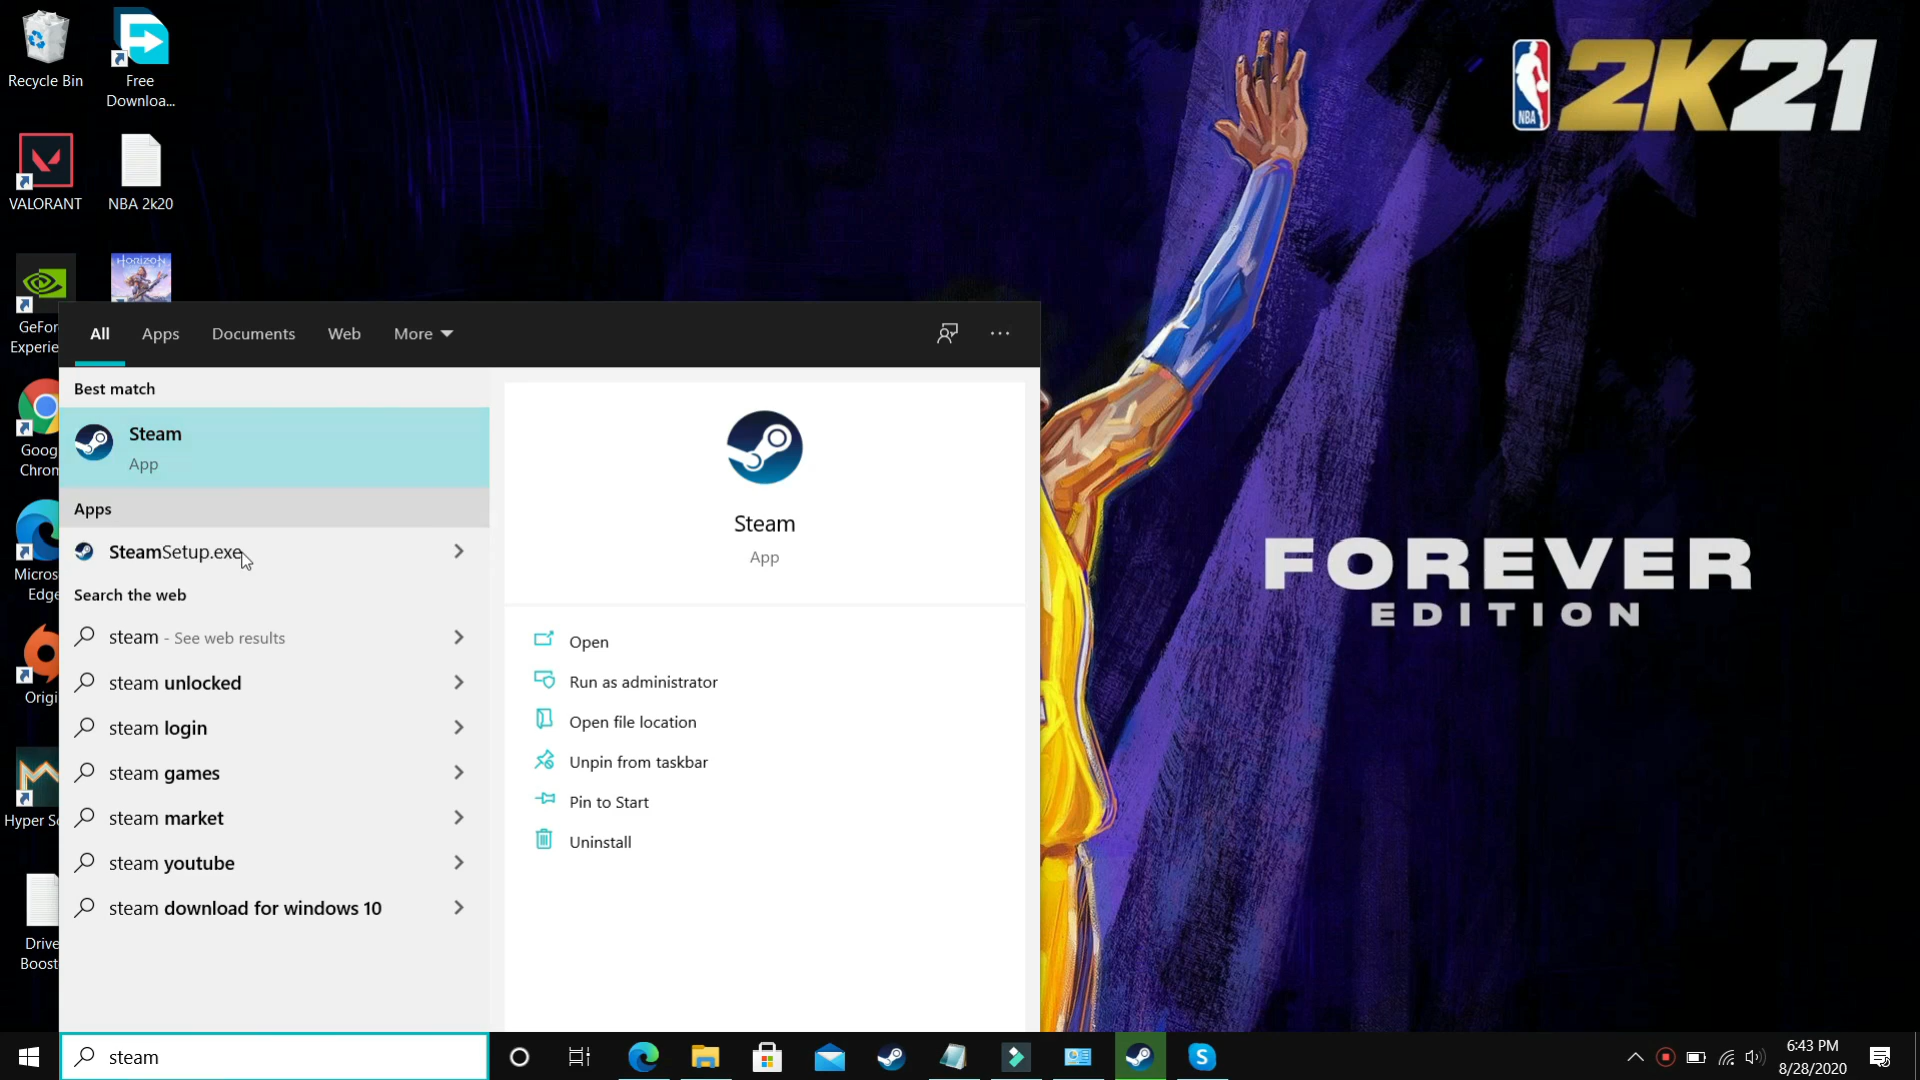 Recycle Bin
Free
Downloa...
VALORANT
NBA 2k20
HORIZON
GeFor
Experie
Goog
Chrom
Micros
Edge
Origi
Hyper Sc
Drive
Boost
NBA
2K21
FOREVER
EDITION
All
Apps
Documents
Web
More
Best match
Steam
App
Apps
SteamSetup.exe
Search the web
steam - See web results
steam unlocked
steam login
steam games
steam market
steam youtube
steam download for windows 10
Steam
App
Open
Run as administrator
Open file location
Unpin from taskbar
Pin to Start
Uninstall
steam
6:43 PM
8/28/2020